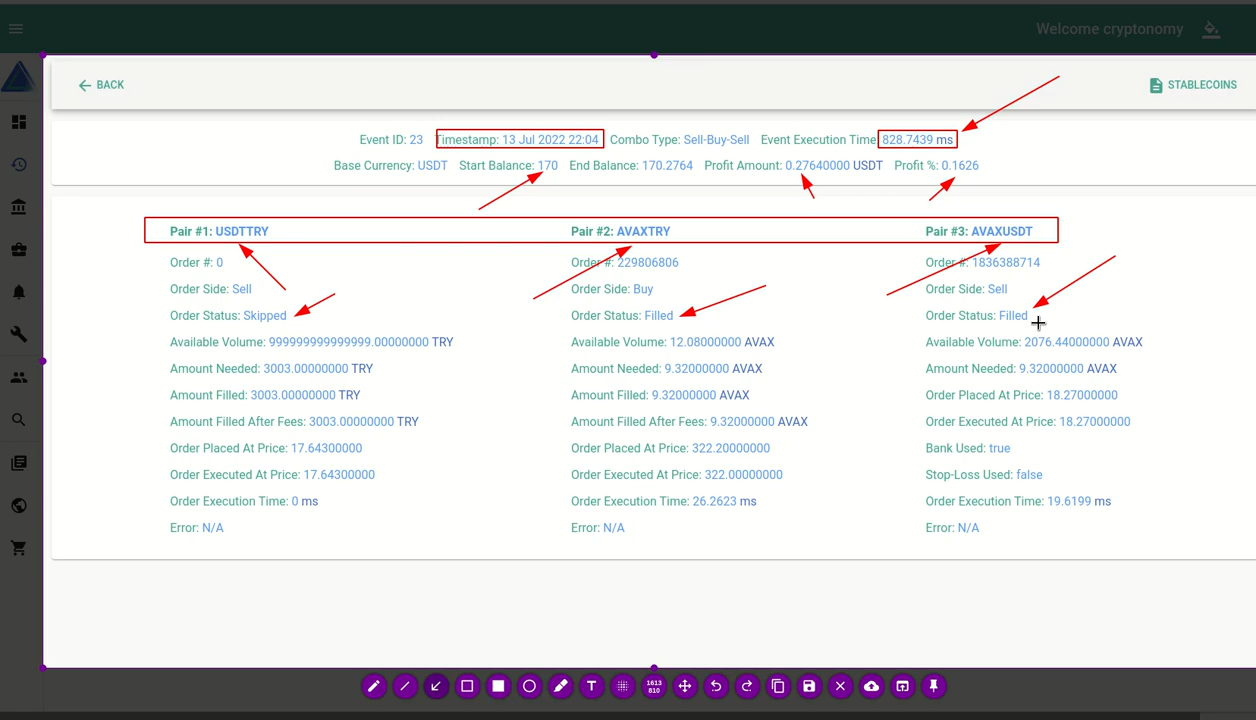 Welcome cryptonomy
BACK
STABLECOINS
Event ID: 23 Timestamp: 13 Jul 2022 22:04 Combo Type: Sell-Buy-Sell Event Execution Time: 828.7439 ms
Base Currency: USDT Start Balance: 170 End Balance: 170.2764 Profit Amount: 0.27640000 USDT Profit %: 0.1626
Pair #1: USDTTRY
Order #: 0
Order Side: Sell
Order Status: Skipped
Available Volume: 999999999999999.00000000 TRY
Amount Needed: 3003.00000000 TRY
Amount Filled: 3003.00000000 TRY
Amount Filled After Fees: 3003.00000000 TRY
Order Placed At Price: 17.64300000
Order Executed At Price: 17.64300000
Order Execution Time: 0 ms
Error: N/A
Pair #2: AVAXTRY
Order #: 229806806
Order Side: Buy
Order Status: Filled
Available Volume: 12.08000000 AVAX
Amount Needed: 9.32000000 AVAX
Amount Filled: 9.32000000 AVAX
Amount Filled After Fees: 9.32000000 AVAX
Order Placed At Price: 322.20000000
Order Executed At Price: 322.00000000
Order Execution Time: 26.2623 ms
Error: N/A
Pair #3: AVAXUSDT
Order #: 1836388714
Order Side: Sell
Order Status: Filled
Available Volume: 2076.44000000 AVAX
Amount Needed: 9.32000000 AVAX
Order Placed At Price: 18.27000000
Order Executed At Price: 18.27000000
Bank Used: true
Stop-Loss Used: false
Order Execution Time: 19.6199 ms
Error: N/A
T
1613
810